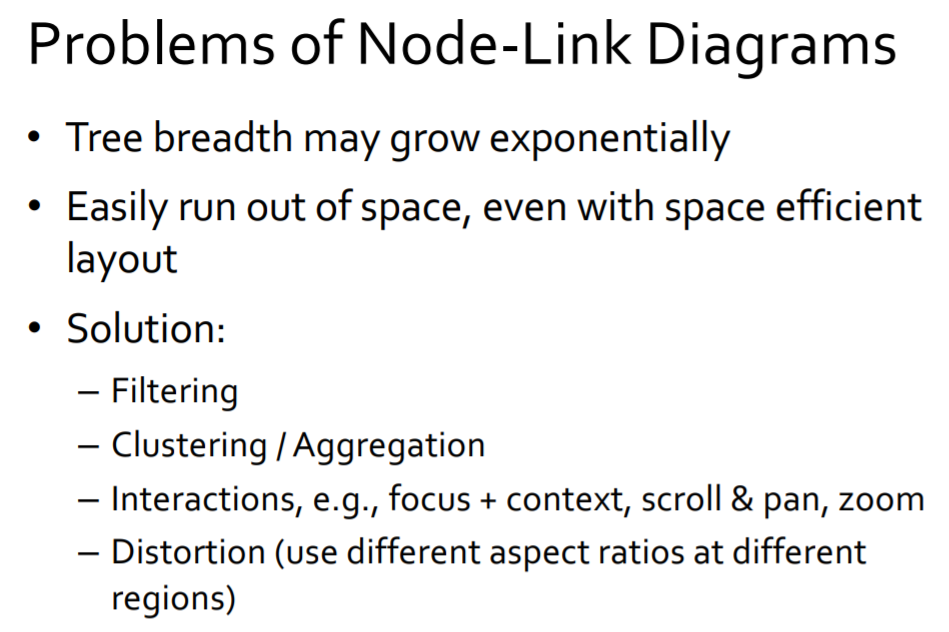 Problems of Node-Link Diagrams
• Tree breadth may grow exponentially
• Easily run out of space, even with space efficient
layout
• Solution:
– Filtering
– Clustering / Aggregation
– Interactions, e.g., focus + context, scroll & pan, zoom
– Distortion (use different aspect ratios at different
regions)